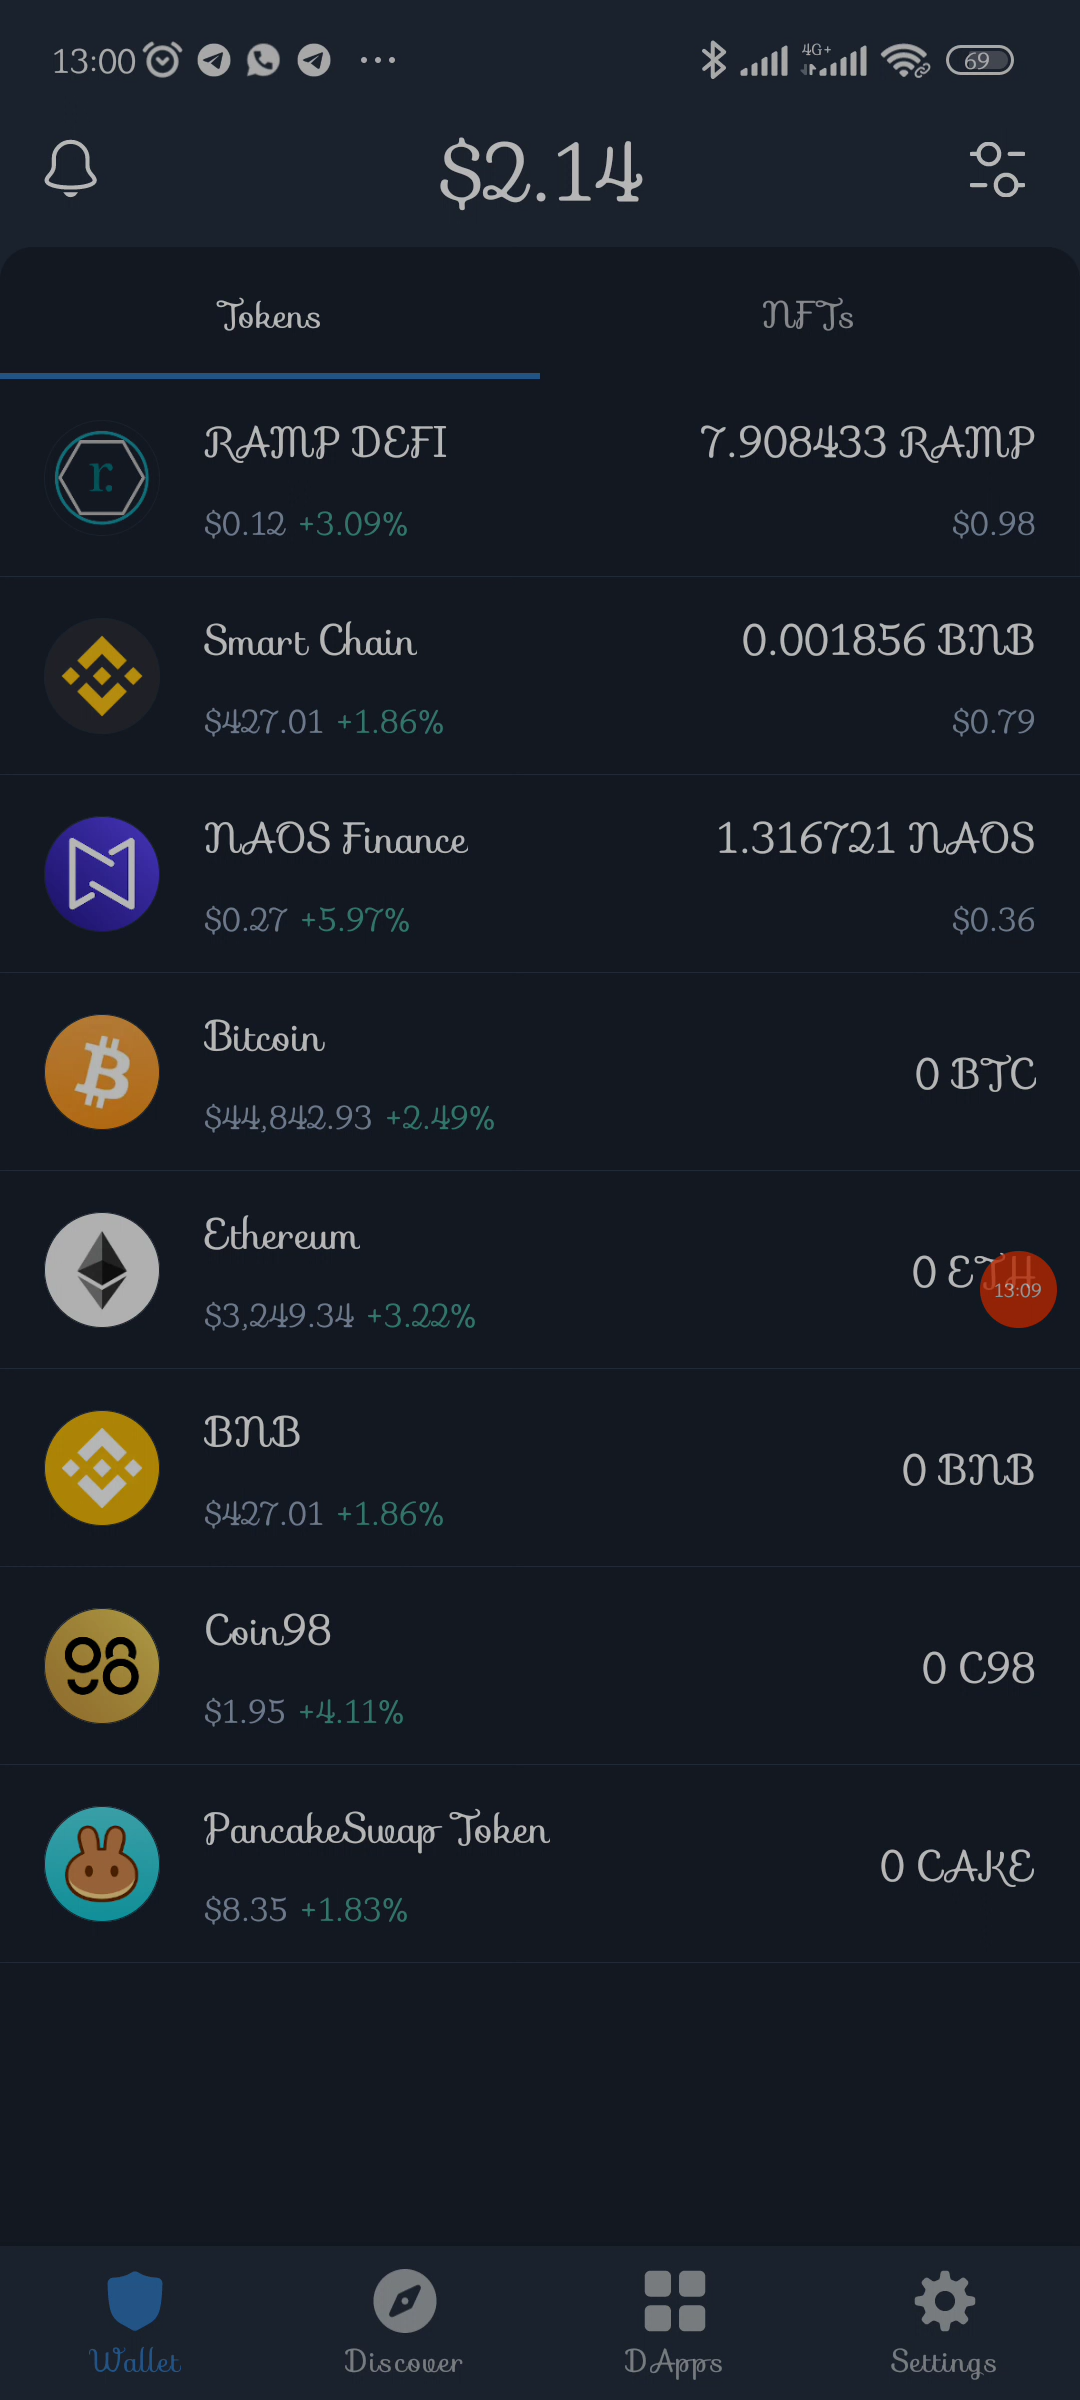 13:00 4G+ 69
$2.14
Tokens NFTs
RAMP DEFI 7.908433 RAMP
$0.12 +3.09% $0.98
Smart Chain 0.001856 BNB
$427.01 +1.86% $0.79
NAOS Finance 1.316721 NAOS
$0.27 +5.97% $0.36
Bitcoin 0 BTC
$44,842.93 +2.49%
Ethereum 0 ETH
13:09
$3,249.34 +3.22%
BNB 0 BNB
$427.01 +1.86%
Coin98 0 C98
$1.95 +4.11%
PancakeSwap Token 0 CAKE
$8.35 +1.83%
Wallet Discover DApps Settings